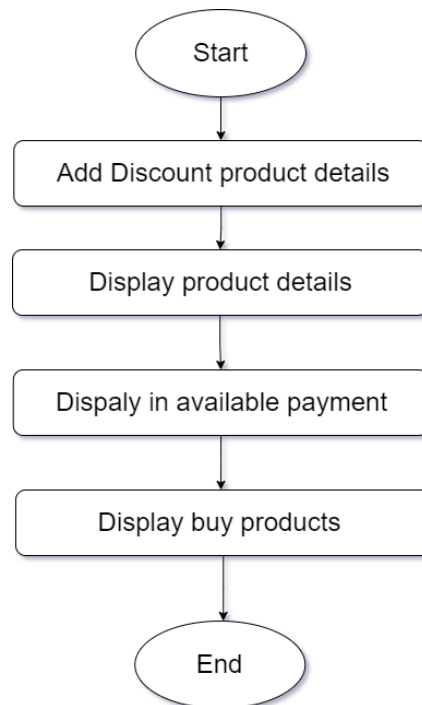 Start
Add Discount product details
Display product details
Dispaly in available payment
Display buy products
End